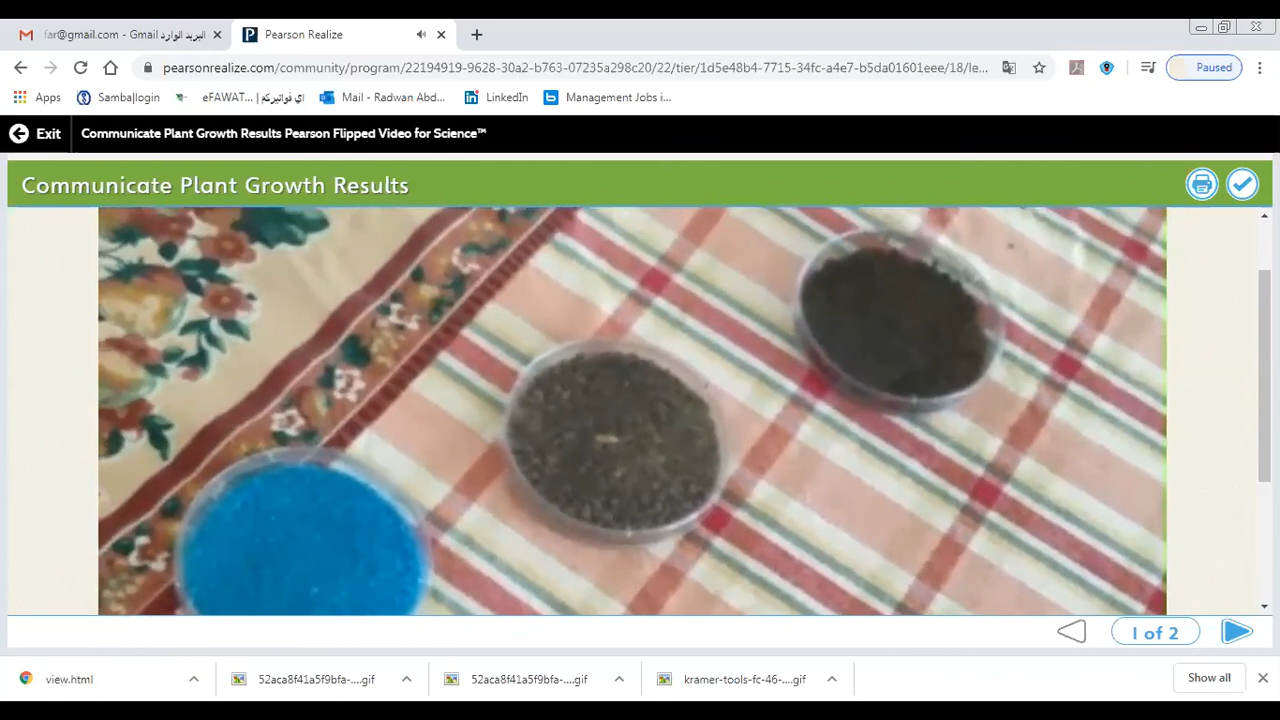 far@gmail.com - Gmail البريد الوارد
Pearson Realize
pearsonrealize.com/community/program/22194919-9628-30a2-b763-07235a298c20/22/tier/1d5e48b4-7715-34fc-a4e7-b5da01601eee/18/le...
Paused
Apps
Samba|login
eFAWAT... | اي فواتيركم
Mail - Radwan Abd...
LinkedIn
Management Jobs i...
Exit
Communicate Plant Growth Results Pearson Flipped Video for Science™
Communicate Plant Growth Results
1 of 2
view.html
52aca8f41a5f9bfa-....gif
52aca8f41a5f9bfa-....gif
kramer-tools-fc-46-....gif
Show all